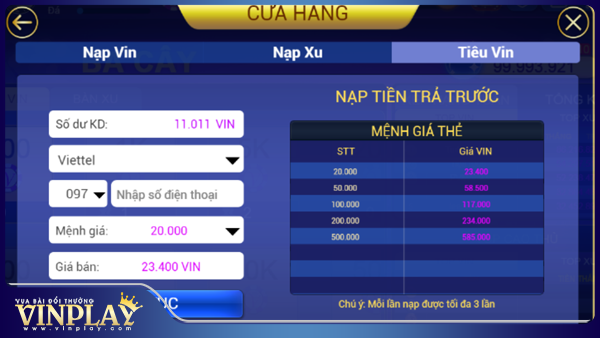 CỬA HÀNG
Nạp Vin
Nạp Xu
Tiêu Vin
99.993.921
NẠP TIỀN TRẢ TRƯỚC
Số dư KD:
11.011 VIN
Viettel
097
Nhập số điện thoại
Mệnh giá:
20.000
Giá bán:
23.400 VIN
MỆNH GIÁ THẺ
STT Giá VIN
20.000 23.400
50.000 58.500
100.000 117.000
200.000 234.000
500.000 585.000
Chú ý: Mỗi lần nạp được tối đa 3 lần
VUA BÀI ĐỔI THƯỞNG
VINPLAY
www.vinplay.com